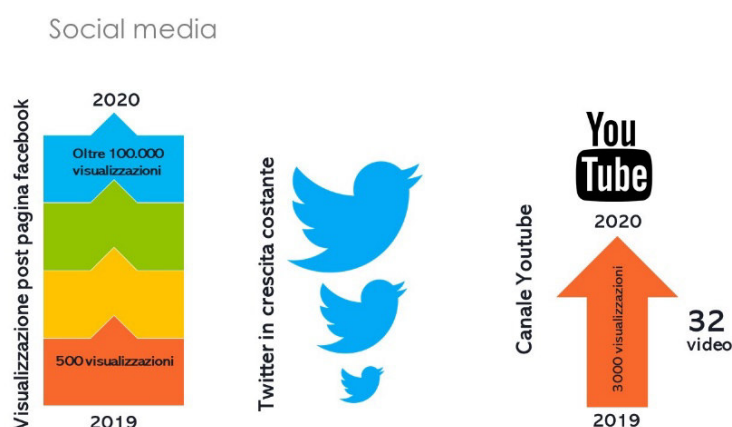 Social media
Visualizzazione post pagina facebook
2020
Oltre 100.000
visualizzazioni
500 visualizzazioni
2019
Twitter in crescita costante
You
Tube
Canale Youtube
2020
3000 visualizzazioni
32
video
2019